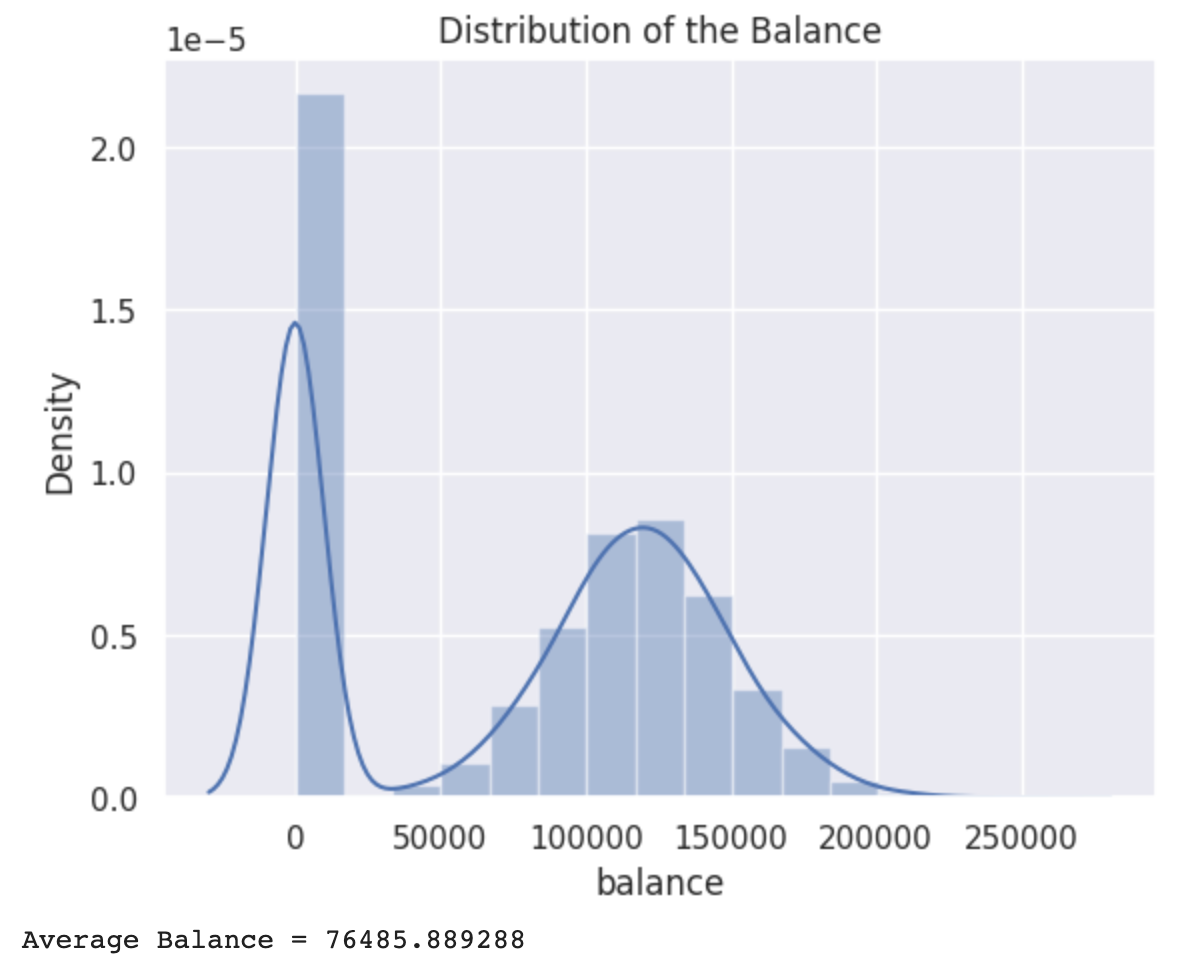 Distribution of the Balance
1e−5
2.0
1.5
1.0
0.5
0.0
Density
0 50000 100000 150000 200000 250000
balance
Average Balance = 76485.889288